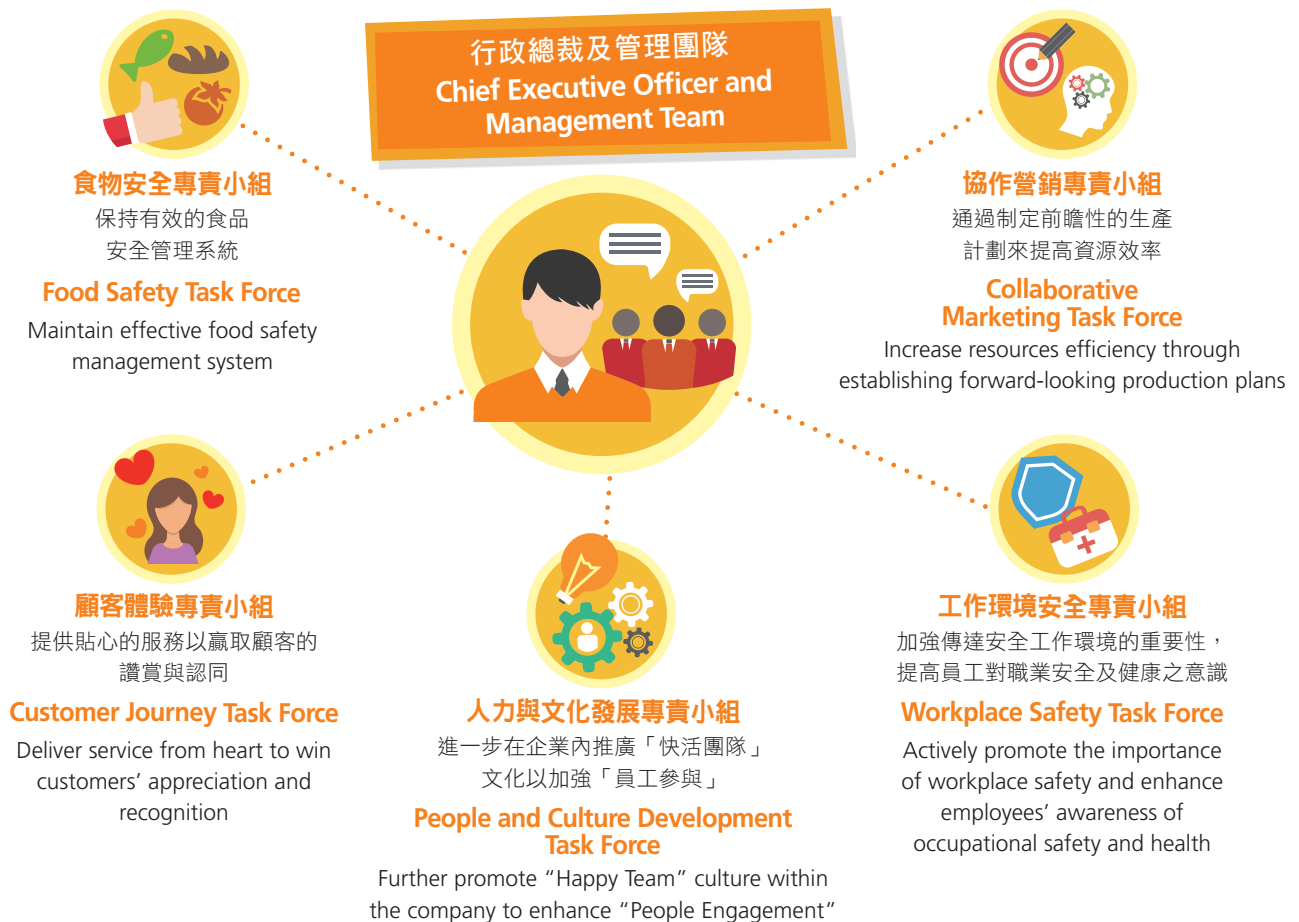 行政總裁及管理團隊
Chief Executive Officer and
Management Team
食物安全專責小組
保持有效的食品
安全管理系統
Food Safety Task Force
Maintain effective food safety
management system
協作營銷專責小組
通過制定前瞻性的生產
計劃來提高資源效率
Collaborative
Marketing Task Force
Increase resources efficiency through
establishing forward-looking production plans
顧客體驗專責小組
提供貼心的服務以贏取顧客的
讚賞與認同
Customer Journey Task Force
Deliver service from heart to win
customers’ appreciation and
recognition
人力與文化發展專責小組
進一步在企業內推廣「快活團隊」
文化以加強「員工參與」
People and Culture Development
Task Force
Further promote “Happy Team” culture within
the company to enhance “People Engagement”
工作環境安全專責小組
加強傳達安全工作環境的重要性，
提高員工對職業安全及健康之意識
Workplace Safety Task Force
Actively promote the importance
of workplace safety and enhance
employees’ awareness of
occupational safety and health